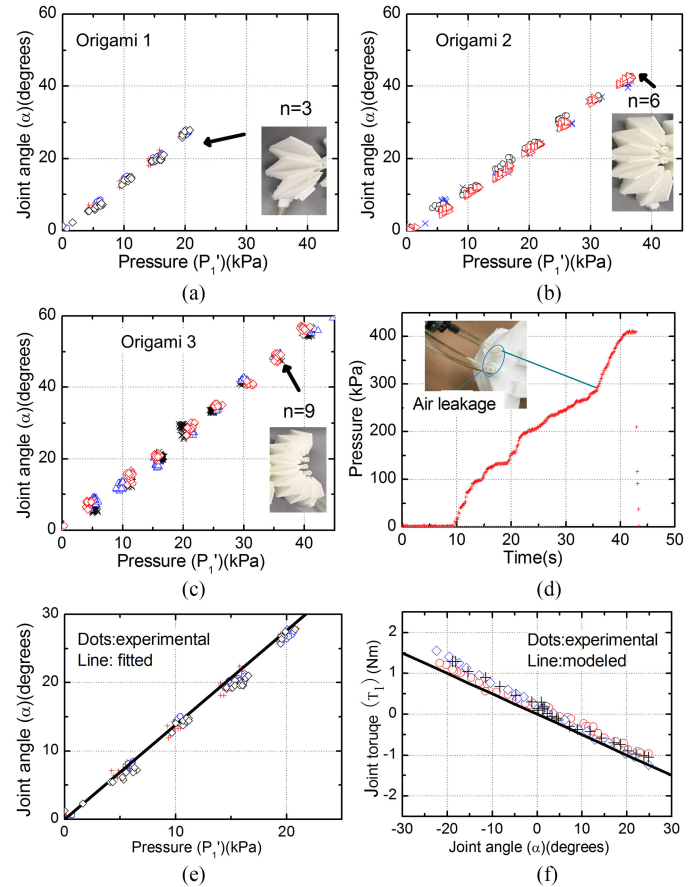 60
40
20
0
Joint angle (α)(degrees)
Origami 1
n=3
0 10 20 30 40
Pressure (P1')(kPa)
(a)
60
40
20
0
Joint angle (α)(degrees)
Origami 2
n=6
0 10 20 30 40
Pressure (P1')(kPa)
(b)
60
40
20
0
Joint angle (α)(degrees)
Origami 3
n=9
0 10 20 30 40
Pressure (P1')(kPa)
(c)
400
300
200
100
0
Pressure (kPa)
Air leakage
0 10 20 30 40 50
Time(s)
(d)
30
20
10
0
Joint angle (α)(degrees)
Dots:experimental
Line: fitted
0 10 20
Pressure (P1')(kPa)
(e)
2
1
0
-1
-2
Joint toruqe (T1) (Nm)
Dots:experimental
Line:modeled
-30 -20 -10 0 10 20 30
Joint angle (α)(degrees)
(f)